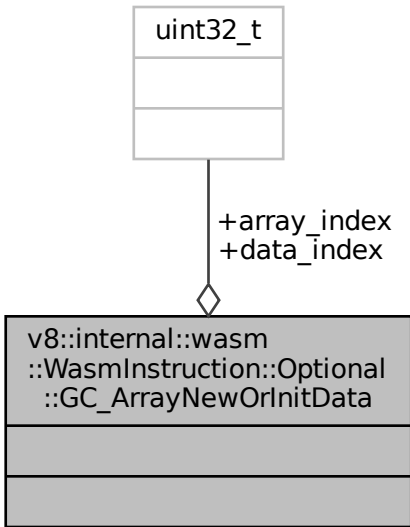 uint32_t
+array_index
+data_index
v8::internal::wasm
::WasmInstruction::Optional
::GC_ArrayNewOrInitData